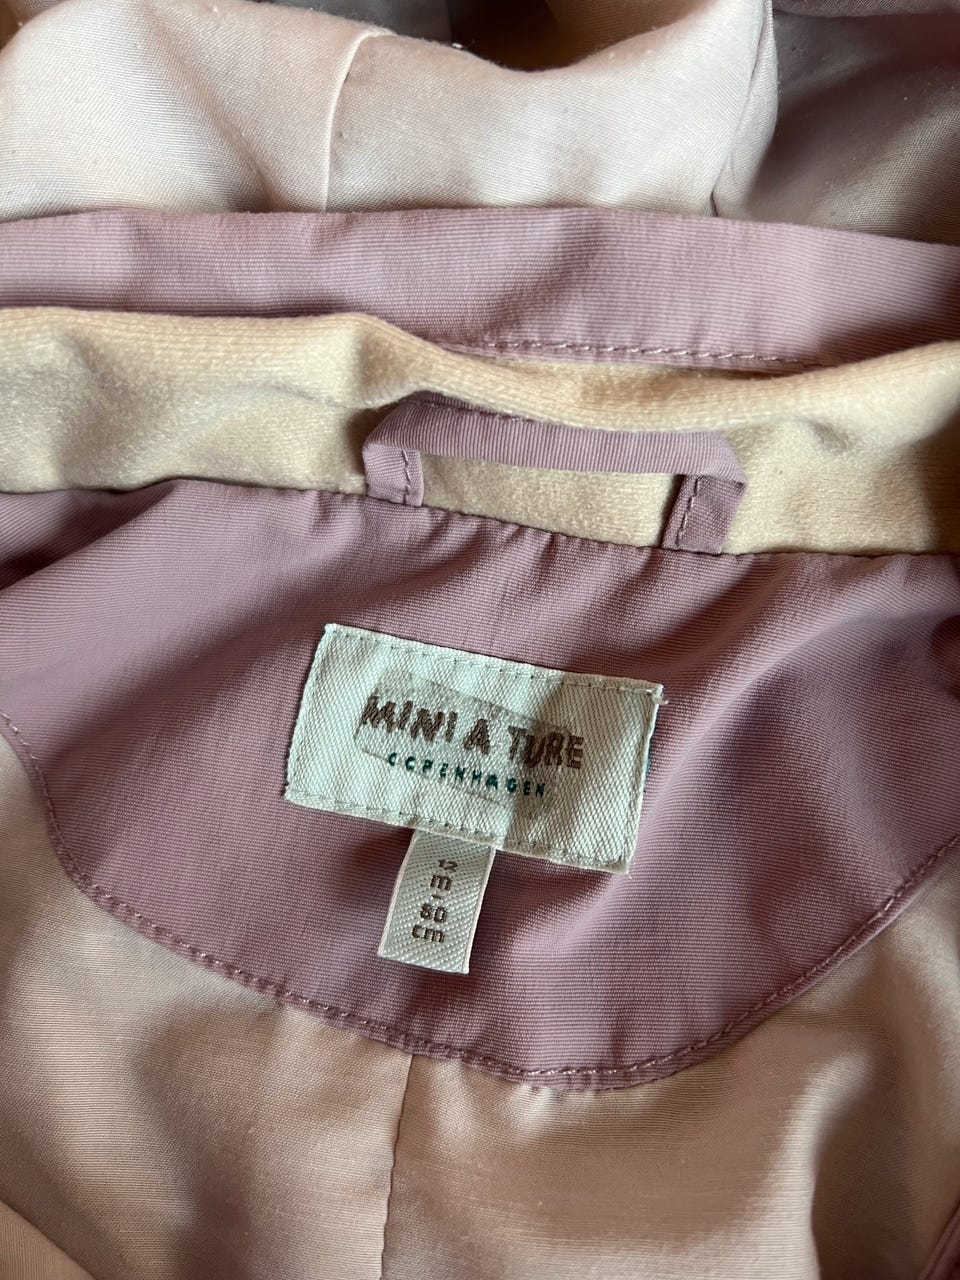 MINI A TURE
COPENHAGEN
12
m
-
80
cm